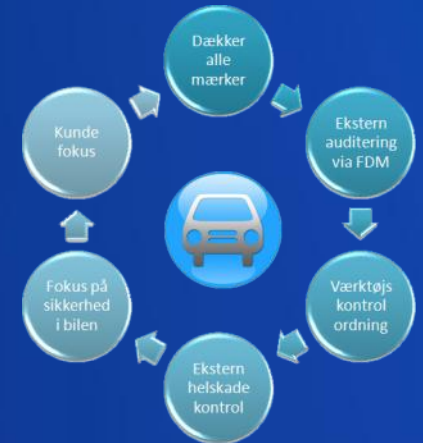 Dækker
alle
mærker
Ekstern
auditering
via FDM
Værktøjs
kontrol
ordning
Ekstern
helskade
kontrol
Fokus på
sikkerhed
i bilen
Kunde
fokus